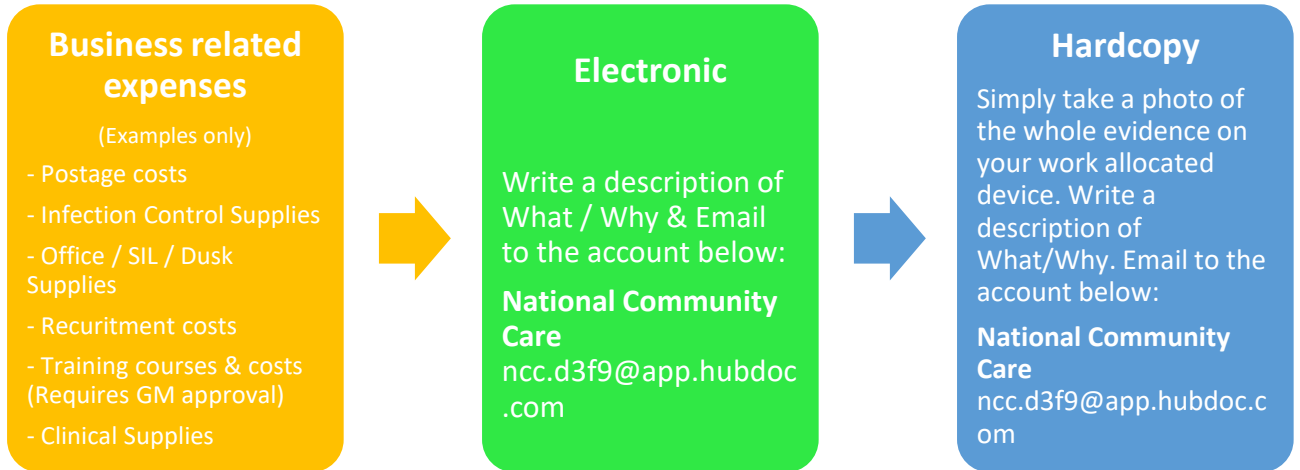 Business related
expenses
(Examples only)
- Postage costs
- Infection Control Supplies
- Office / SIL / Dusk
Supplies
- Recuritment costs
- Training courses & costs
(Requires GM approval)
- Clinical Supplies
Electronic
Write a description of
What / Why & Email
to the account below:
National Community
Care
ncc.d3f9@app.hubdoc
.com
Hardcopy
Simply take a photo of
the whole evidence on
your work allocated
device. Write a
description of
What/Why. Email to the
account below:
National Community
Care
ncc.d3f9@app.hubdoc.c
om